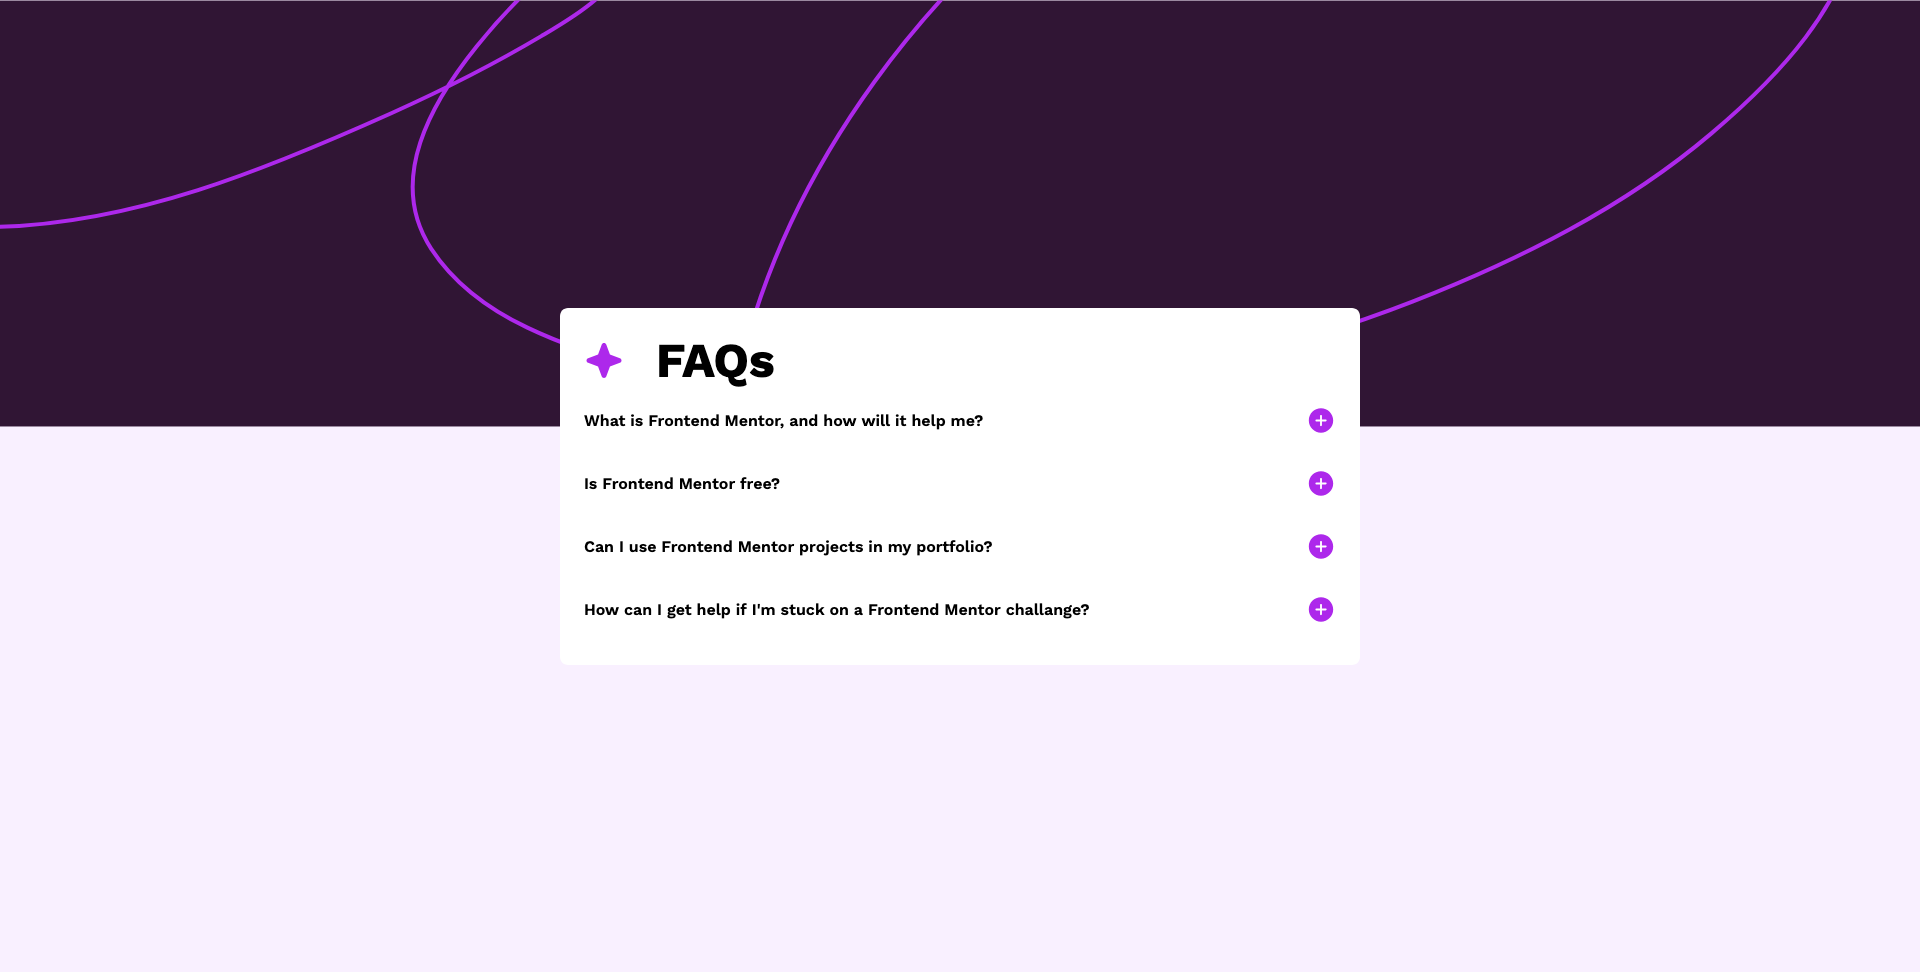 FAQs
What is Frontend Mentor, and how will it help me?
Is Frontend Mentor free?
Can I use Frontend Mentor projects in my portfolio?
How can I get help if I'm stuck on a Frontend Mentor challange?